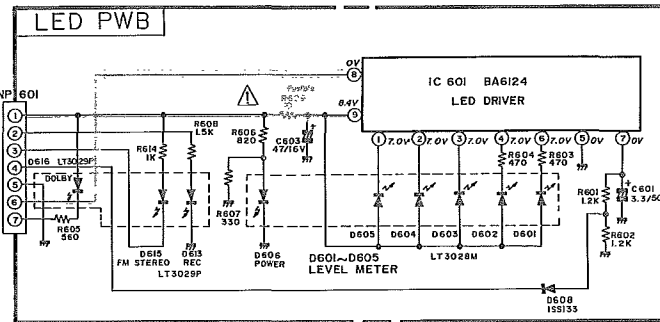 LED PWB
IC 601 BA6124
LED DRIVER
0V
8
8.4V
9
1 7.0V
2 7.0V
3 7.0V
4 7.0V
6 7.0V
5 0V
7 0V
1
2
3
4
5
6
7
D616 LT3029P
DOLBY
R605
560
R614
1K
R608
1.5K
R606
820
R607
330
C603
47/16V
R604
470
R603
470
R601
1.2K
C601
3.3/50
R602
1.2K
D615
FM STEREO
D613
REC
LT3029P
D606
POWER
D605
D604
D603
D602
D601
D601~D605
LEVEL METER
LT3028M
D608
ISS133